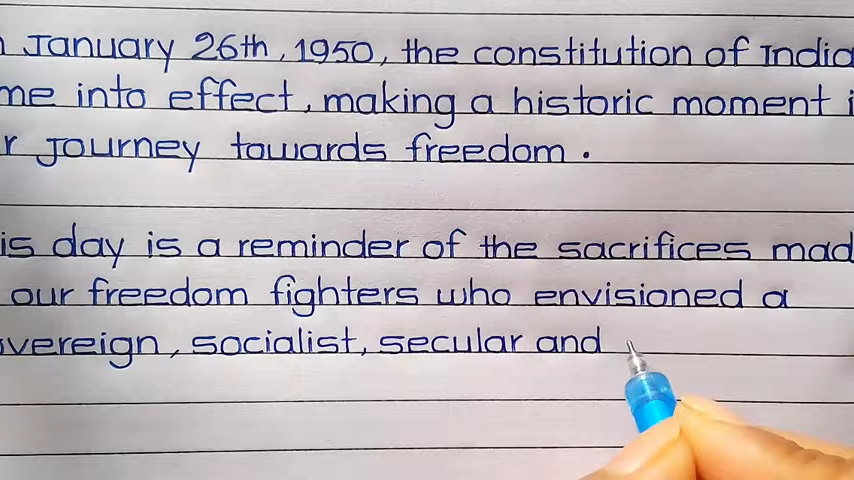 n January 26th, 1950, the constitution of India
me into effect, making a historic moment i
r Journey towards freedom.
is day is a reminder of the sacrifices mad
our freedom fighters who envisioned a
vereign, socialist, secular and